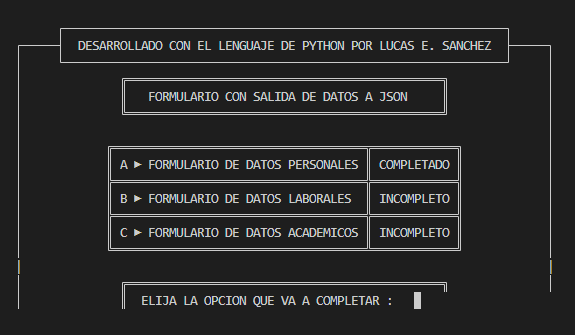 DESARROLLADO CON EL LENGUAJE DE PYTHON POR LUCAS E. SANCHEZ
FORMULARIO CON SALIDA DE DATOS A JSON
A ► FORMULARIO DE DATOS PERSONALES COMPLETADO
B ► FORMULARIO DE DATOS LABORALES INCOMPLETO
C ► FORMULARIO DE DATOS ACADEMICOS INCOMPLETO
ELIJA LA OPCION QUE VA A COMPLETAR :